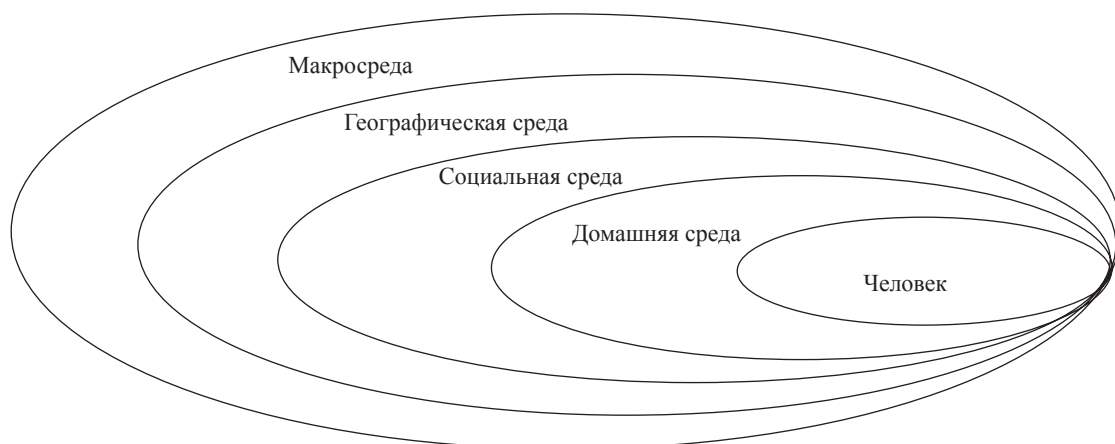 Макросреда
Географическая среда
Социальная среда
Домашняя среда
Человек